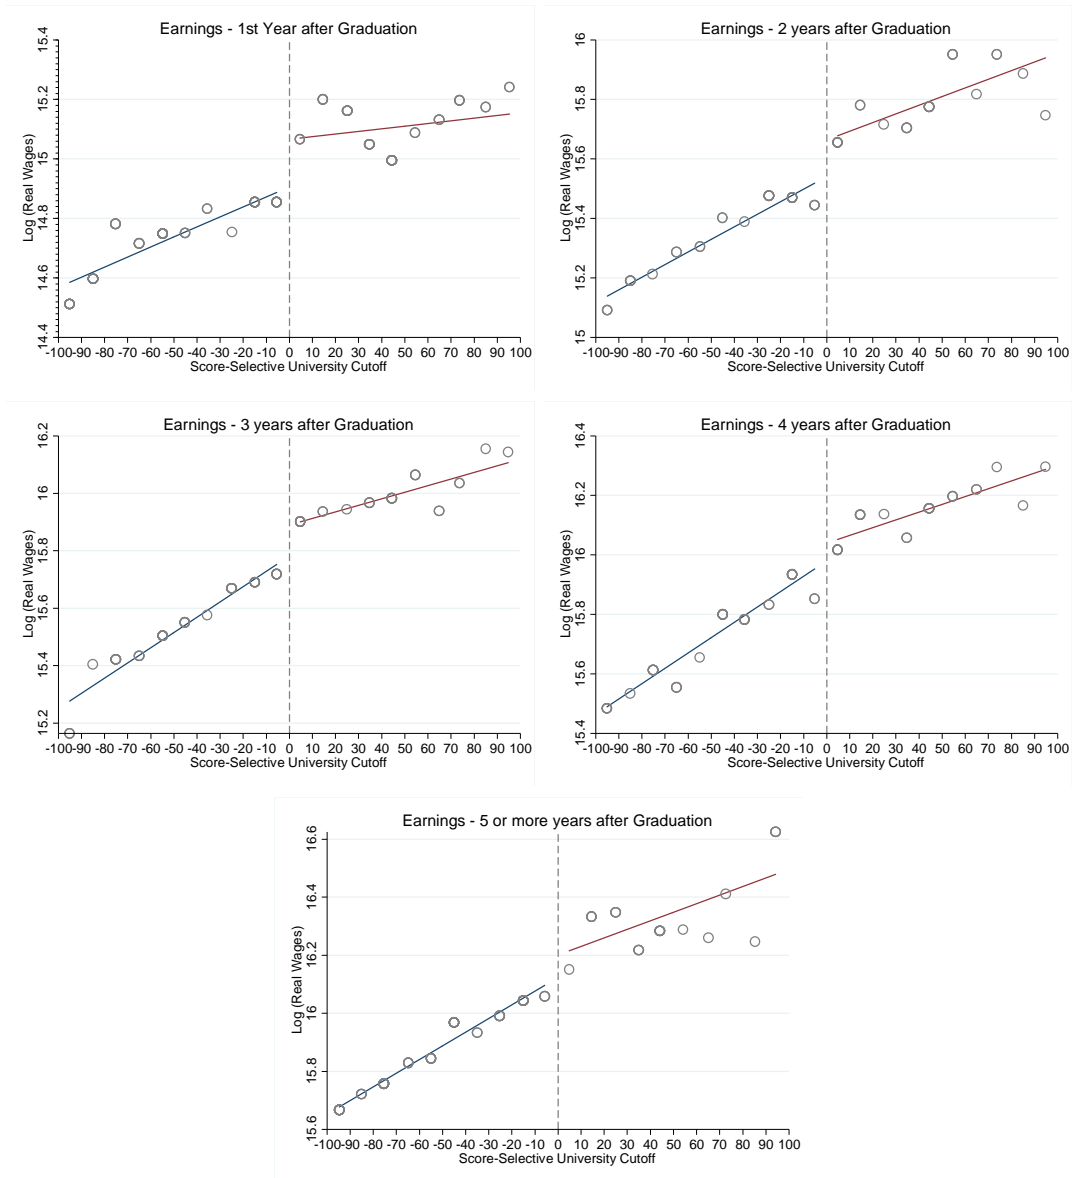 Earnings - 1st Year after Graduation
Log (Real Wages)
15.4
15.2
15
14.8
14.6
14.4
-100 -90 -80 -70 -60 -50 -40 -30 -20 -10 0 10 20 30 40 50 60 70 80 90 100
Score-Selective University Cutoff
Earnings - 2 years after Graduation
Log (Real Wages)
16
15.8
15.6
15.4
15.2
15
-100 -90 -80 -70 -60 -50 -40 -30 -20 -10 0 10 20 30 40 50 60 70 80 90 100
Score-Selective University Cutoff
Earnings - 3 years after Graduation
Log (Real Wages)
16.2
16
15.8
15.6
15.4
15.2
-100 -90 -80 -70 -60 -50 -40 -30 -20 -10 0 10 20 30 40 50 60 70 80 90 100
Score-Selective University Cutoff
Earnings - 4 years after Graduation
Log (Real Wages)
16.4
16.2
16
15.8
15.6
15.4
-100 -90 -80 -70 -60 -50 -40 -30 -20 -10 0 10 20 30 40 50 60 70 80 90 100
Score-Selective University Cutoff
Earnings - 5 or more years after Graduation
Log (Real Wages)
16.6
16.4
16.2
16
15.8
15.6
-100 -90 -80 -70 -60 -50 -40 -30 -20 -10 0 10 20 30 40 50 60 70 80 90 100
Score-Selective University Cutoff